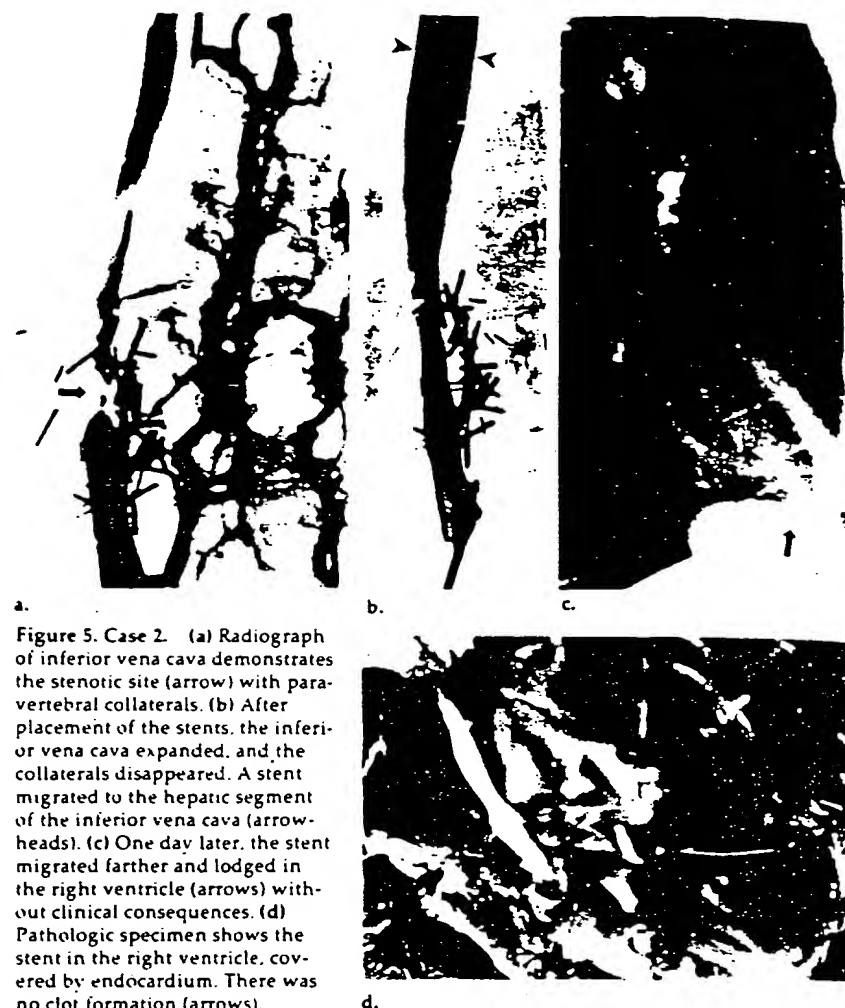 a.
b.
c.
Figure 5. Case 2. (a) Radiograph
of inferior vena cava demonstrates
the stenotic site (arrow) with para-
vertebral collaterals. (b) After
placement of the stents, the inferi-
or vena cava expanded, and the
collaterals disappeared. A stent
migrated to the hepatic segment
of the inferior vena cava (arrow-
heads). (c) One day later, the stent
migrated farther and lodged in
the right ventricle (arrows) with-
out clinical consequences. (d)
Pathologic specimen shows the
stent in the right ventricle, cov-
ered by endocardium. There was
no clot formation (arrows).
d.